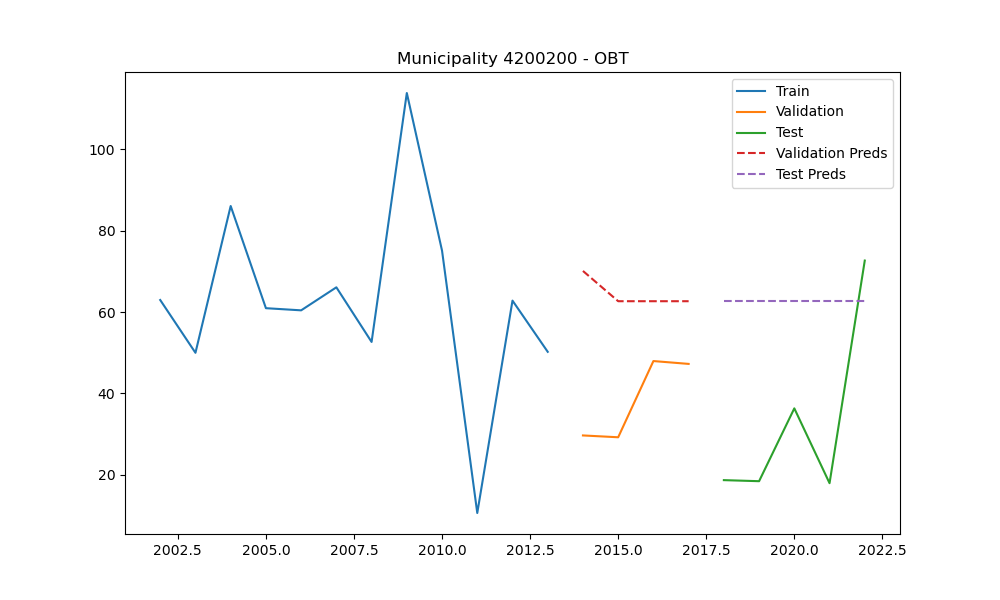 Municipality 4200200 - OBT
Train
Validation
Test
Validation Preds
Test Preds
100
80
60
40
20
2002.5 2005.0 2007.5 2010.0 2012.5 2015.0 2017.5 2020.0 2022.5